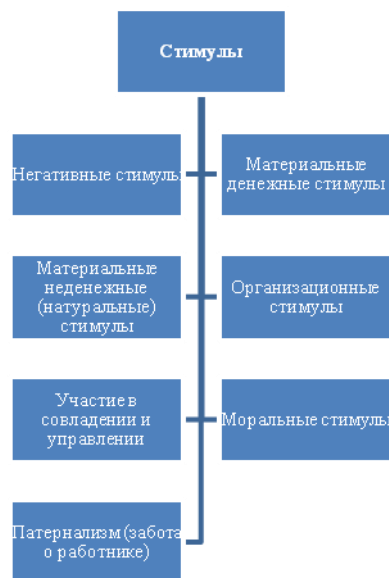 Стимулы
Негативные стимулы
Материальные
денежные стимулы
Материальные
неденежные
(натуральные)
стимулы
Организационные
стимулы
Участие в
совладении и
управлении
Моральные стимулы
Патернализм (забота
о работнике)